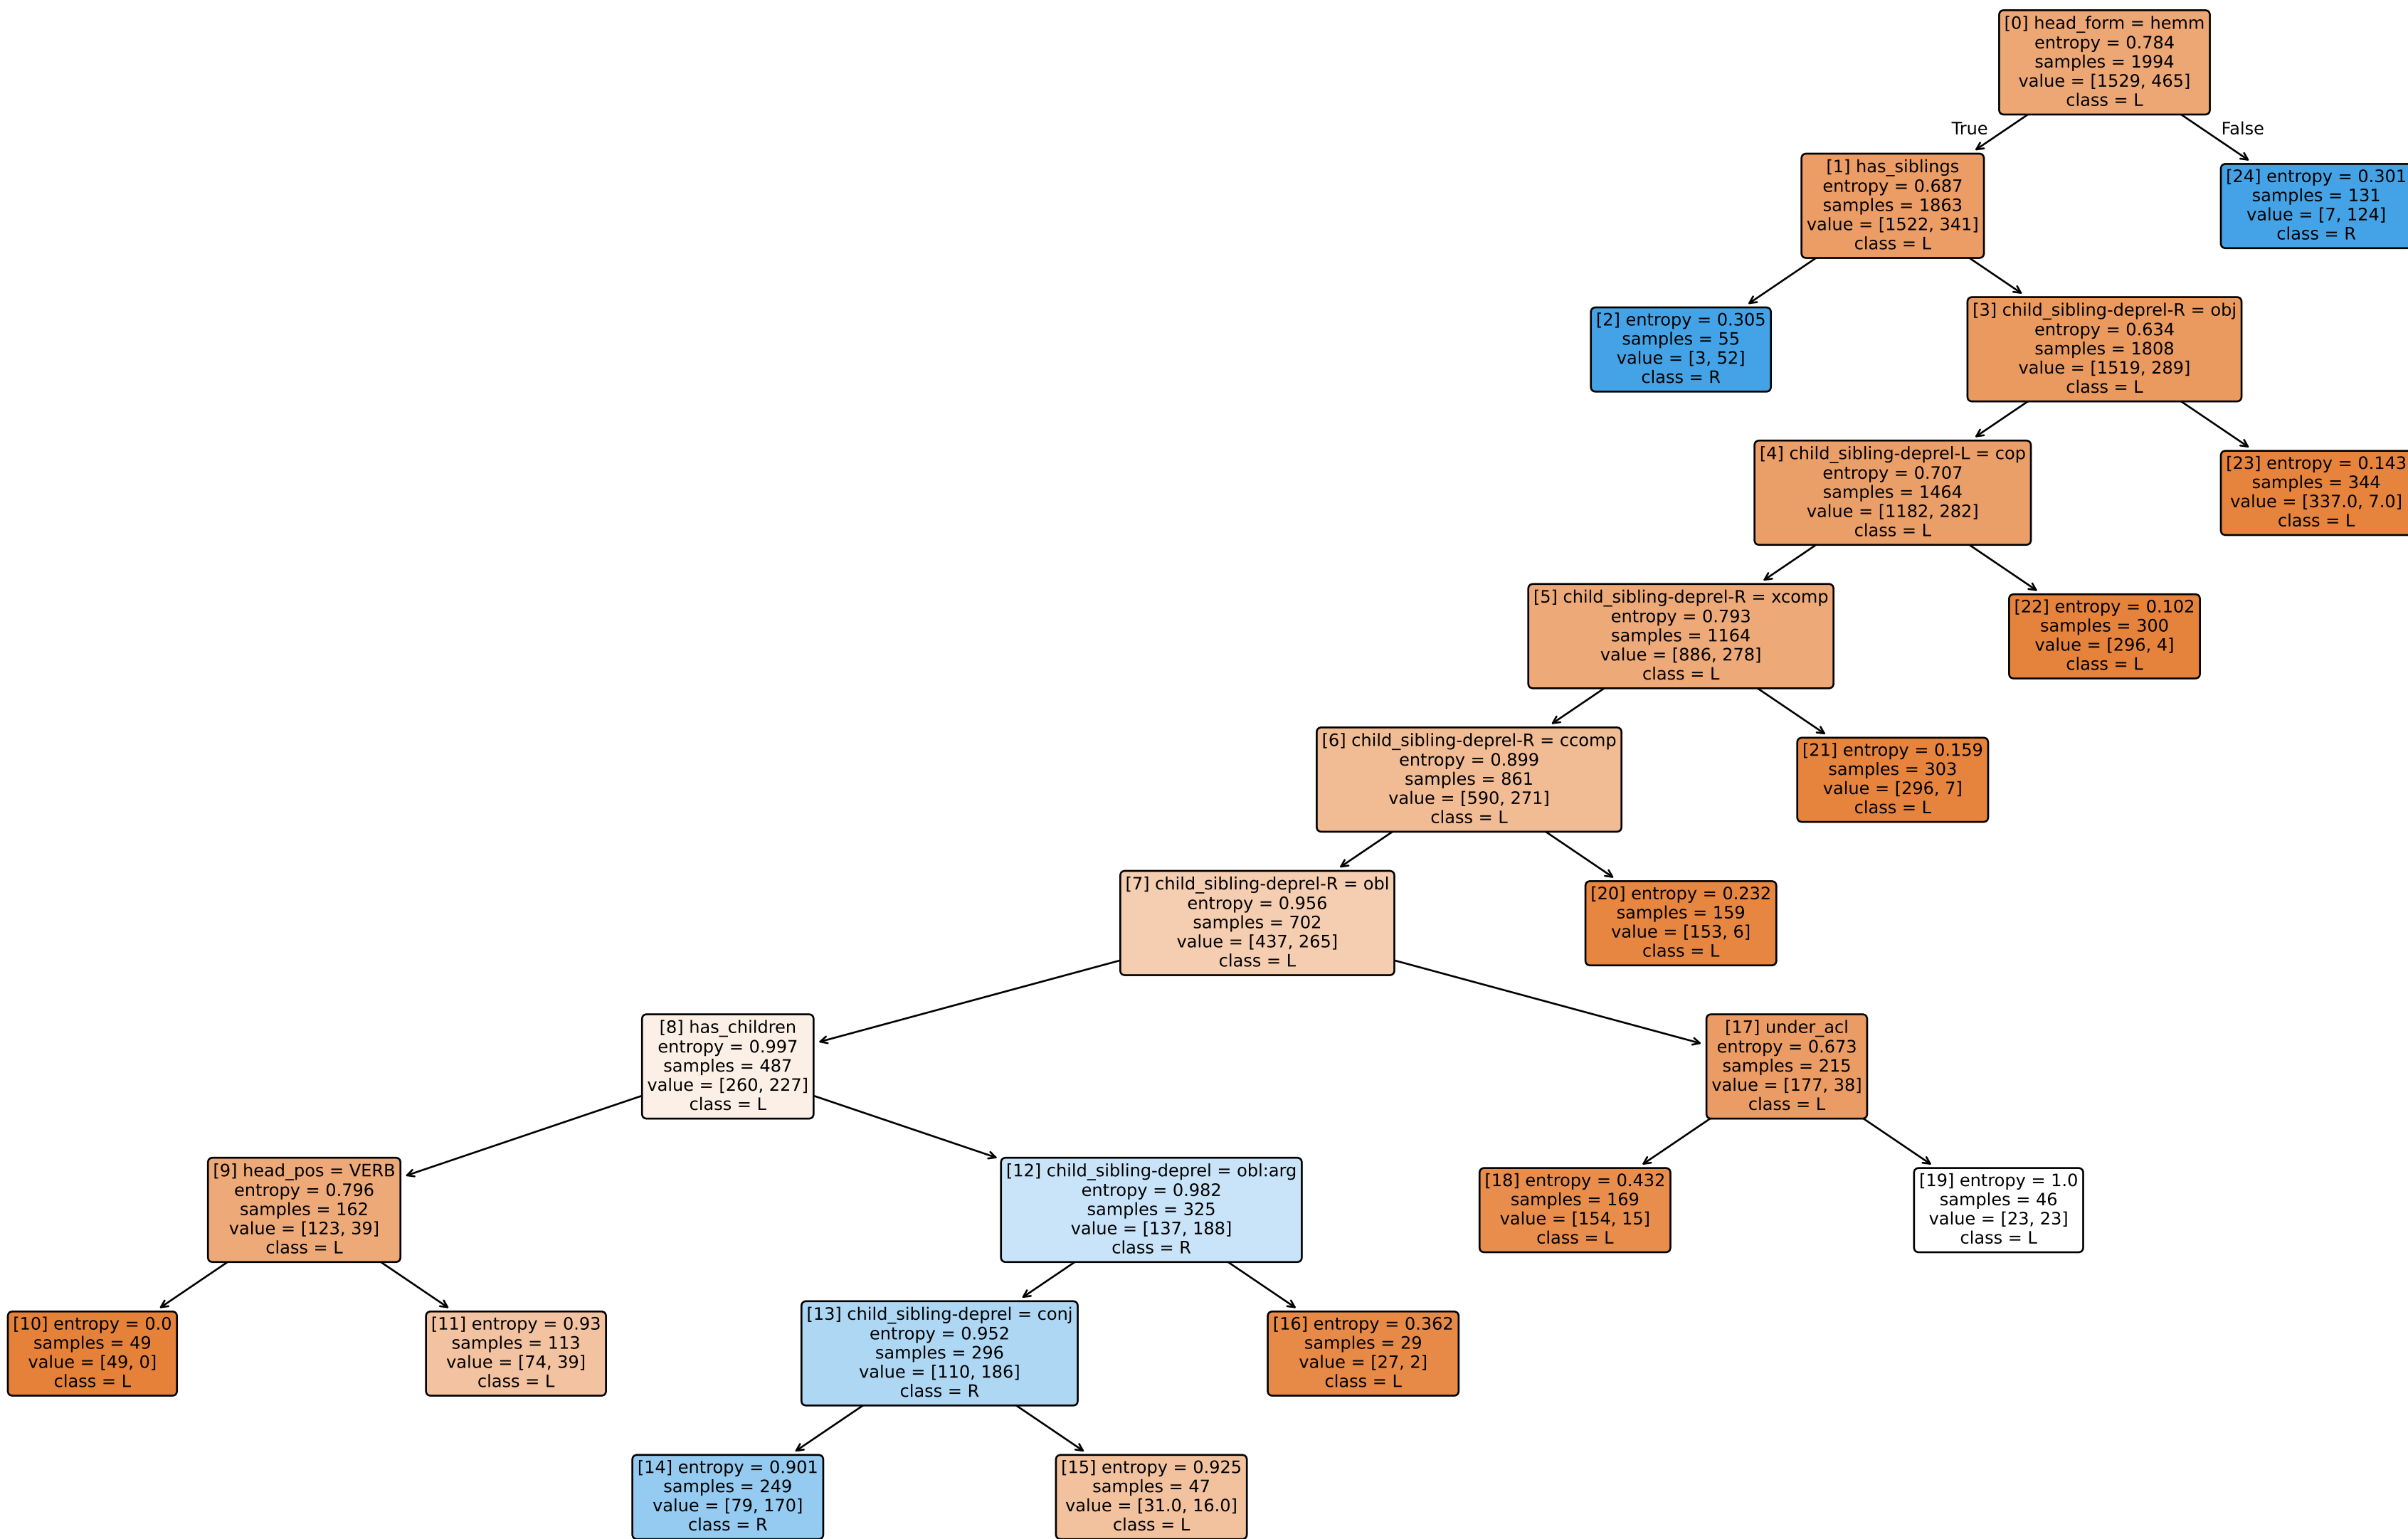 [0] head_form = hemm
entropy = 0.784
samples = 1994
value = [1529, 465]
class = L
True
False
[1] has_siblings
entropy = 0.687
samples = 1863
value = [1522, 341]
class = L
[24] entropy = 0.301
samples = 131
value = [7, 124]
class = R
[2] entropy = 0.305
samples = 55
value = [3, 52]
class = R
[3] child_sibling-deprel-R = obj
entropy = 0.634
samples = 1808
value = [1519, 289]
class = L
[4] child_sibling-deprel-L = cop
entropy = 0.707
samples = 1464
value = [1182, 282]
class = L
[23] entropy = 0.143
samples = 344
value = [337.0, 7.0]
class = L
[5] child_sibling-deprel-R = xcomp
entropy = 0.793
samples = 1164
value = [886, 278]
class = L
[22] entropy = 0.102
samples = 300
value = [296, 4]
class = L
[6] child_sibling-deprel-R = ccomp
entropy = 0.899
samples = 861
value = [590, 271]
class = L
[21] entropy = 0.159
samples = 303
value = [296, 7]
class = L
[7] child_sibling-deprel-R = obl
entropy = 0.956
samples = 702
value = [437, 265]
class = L
[20] entropy = 0.232
samples = 159
value = [153, 6]
class = L
[8] has_children
entropy = 0.997
samples = 487
value = [260, 227]
class = L
[17] under_acl
entropy = 0.673
samples = 215
value = [177, 38]
class = L
[9] head_pos = VERB
entropy = 0.796
samples = 162
value = [123, 39]
class = L
[12] child_sibling-deprel = obl:arg
entropy = 0.982
samples = 325
value = [137, 188]
class = R
[18] entropy = 0.432
samples = 169
value = [154, 15]
class = L
[19] entropy = 1.0
samples = 46
value = [23, 23]
class = L
[10] entropy = 0.0
samples = 49
value = [49, 0]
class = L
[11] entropy = 0.93
samples = 113
value = [74, 39]
class = L
[13] child_sibling-deprel = conj
entropy = 0.952
samples = 296
value = [110, 186]
class = R
[16] entropy = 0.362
samples = 29
value = [27, 2]
class = L
[14] entropy = 0.901
samples = 249
value = [79, 170]
class = R
[15] entropy = 0.925
samples = 47
value = [31.0, 16.0]
class = L